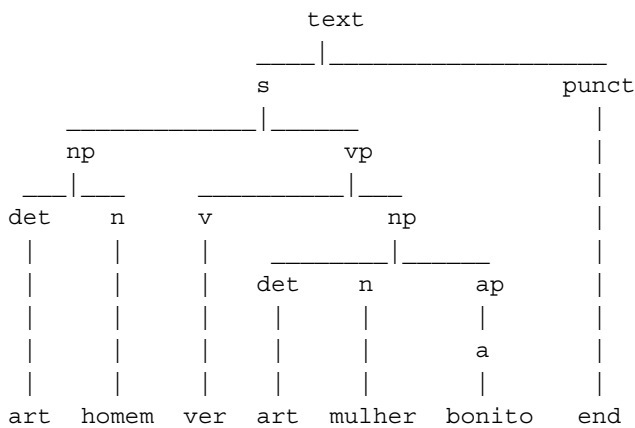 text
s punct
np vp
det n v np
det n ap
a
art homem ver art mulher bonito end